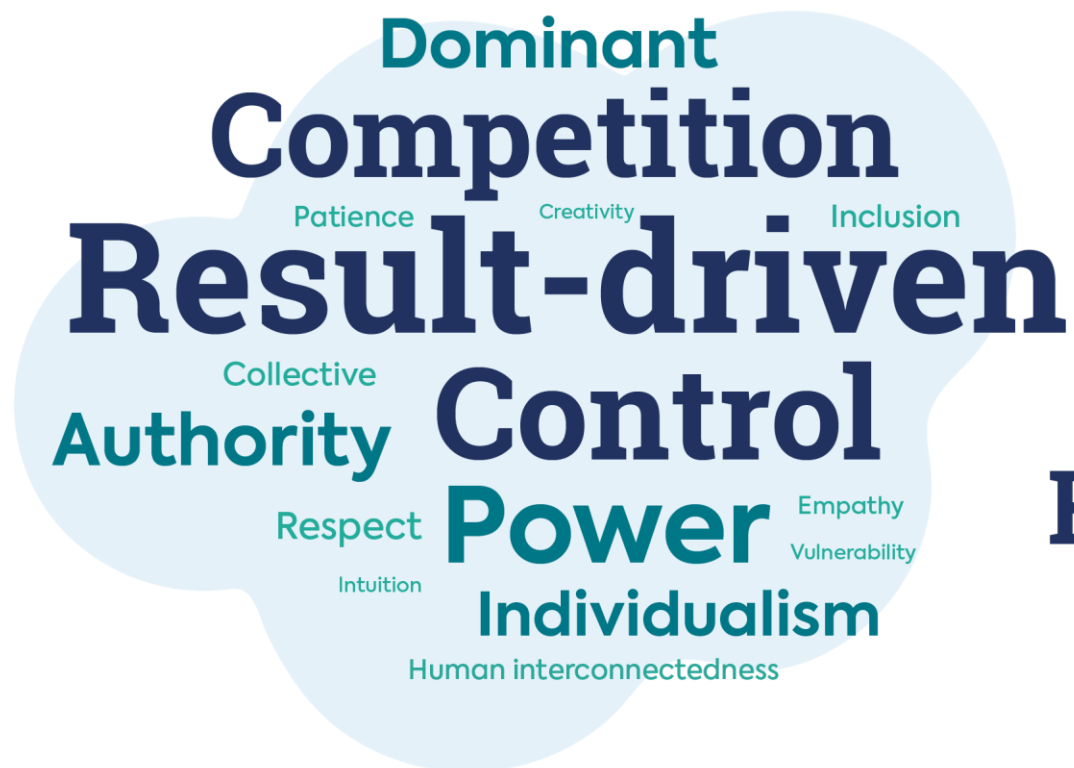 Dominant
Competition
Patience Creativity Inclusion
Result-driven
Collective
Control
Authority
Respect
Power
Empathy
Vulnerability
Intuition
Individualism
Human interconnectedness